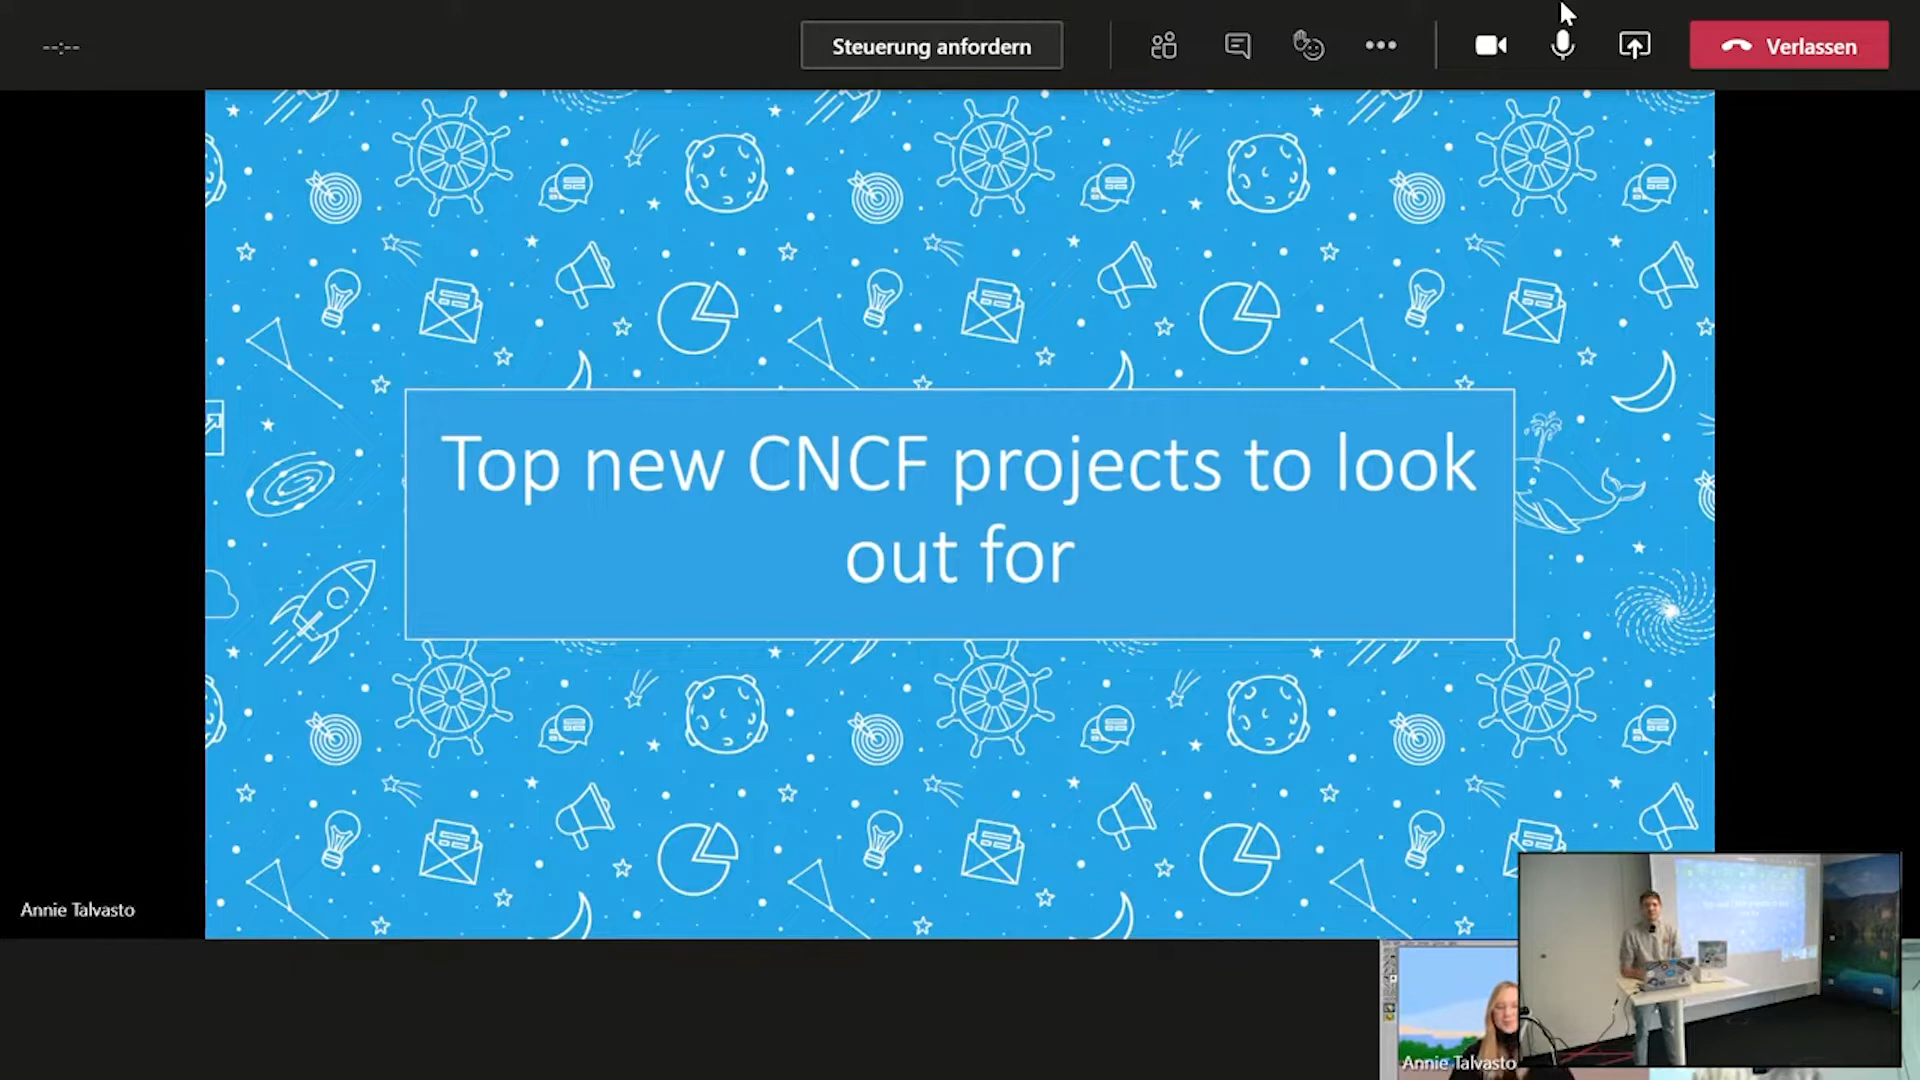 --:--
Steuerung anfordern
Verlassen
Top new CNCF projects to look
out for
Annie Talvasto
Annie Talvasto